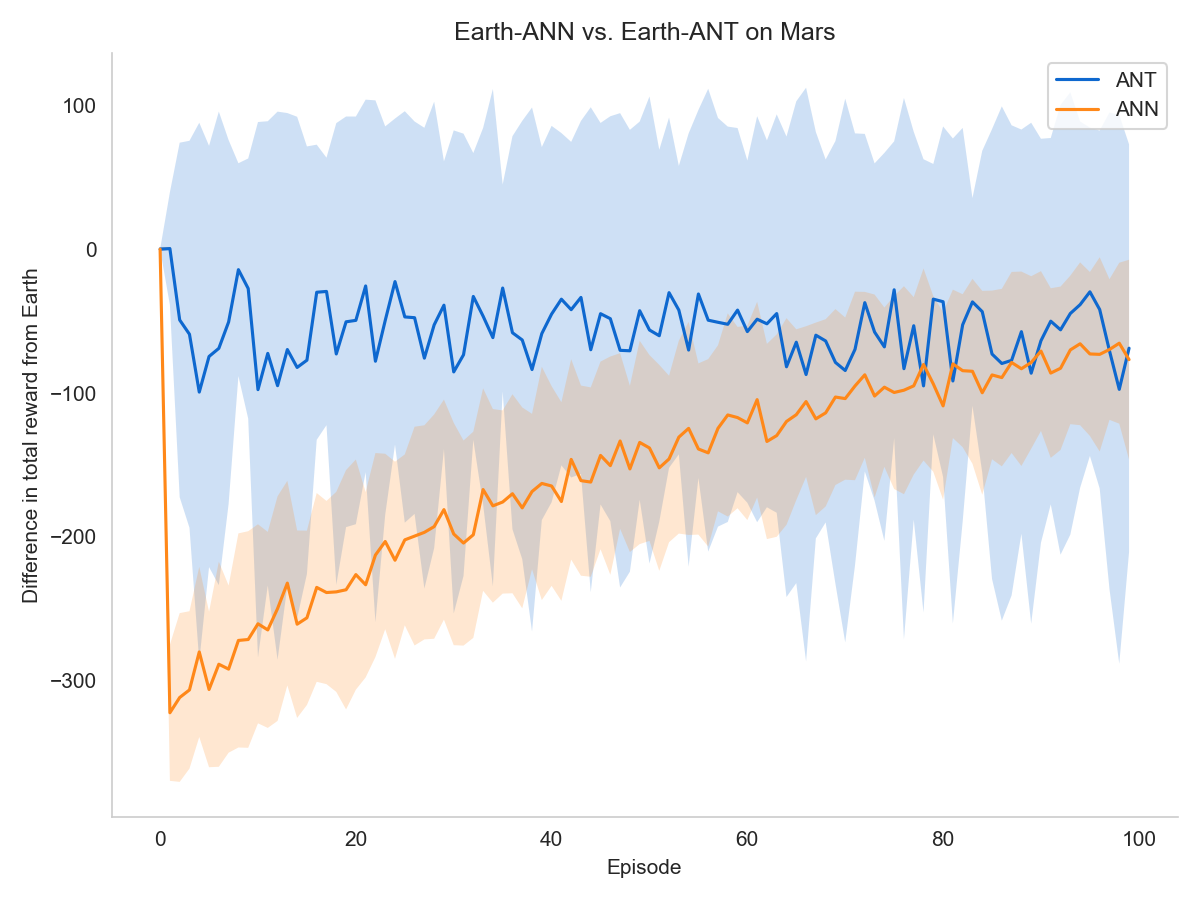 Earth-ANN vs. Earth-ANT on Mars
ANT
ANN
Difference in total reward from Earth
100
0
−100
−200
−300
0
20
40
60
80
100
Episode